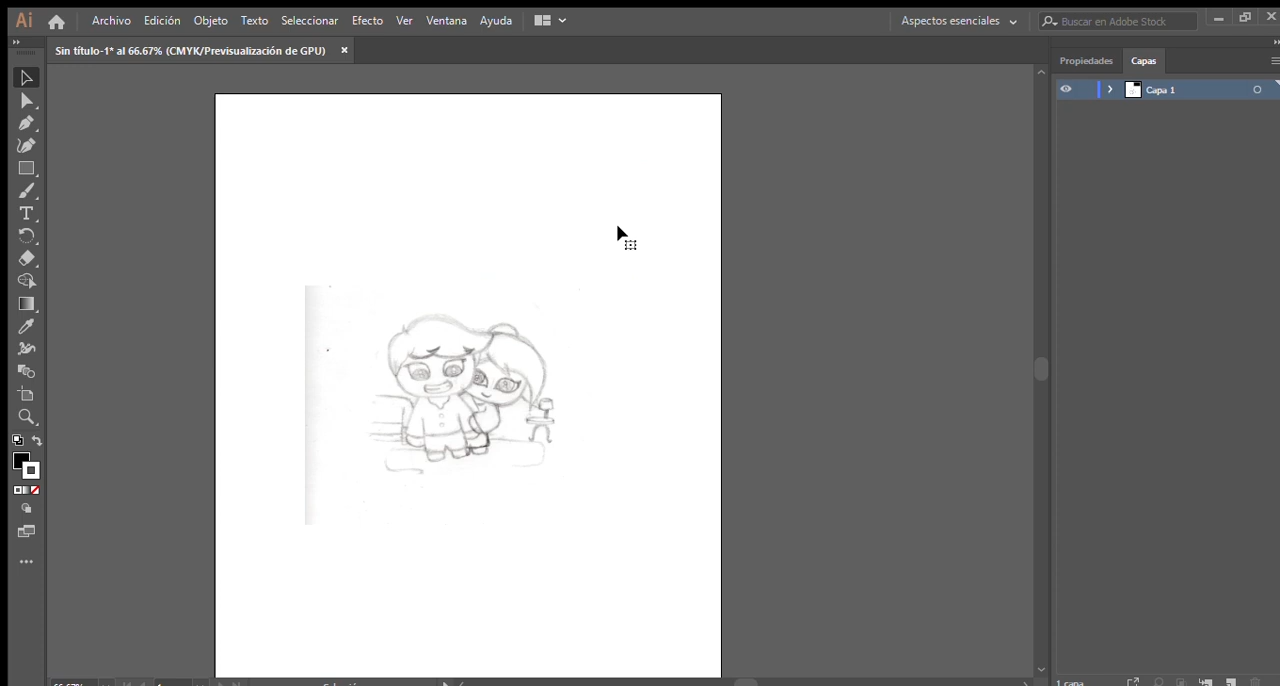 Ai Archivo Edición Objeto Texto Seleccionar Efecto Ver Ventana Ayuda Aspectos esenciales Buscar en Adobe Stock
Sin título-1* al 66.67% (CMYK/Previsualización de GPU)
Propiedades Capas
Capa 1
1 capa